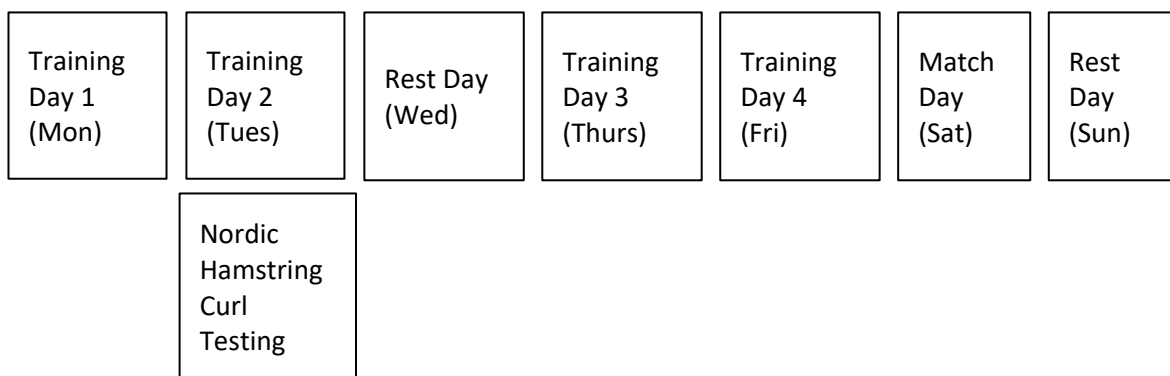 Training
Day 1
(Mon)
Training
Day 2
(Tues)
Rest Day
(Wed)
Training
Day 3
(Thurs)
Training
Day 4
(Fri)
Match
Day
(Sat)
Rest
Day
(Sun)
Nordic
Hamstring
Curl
Testing